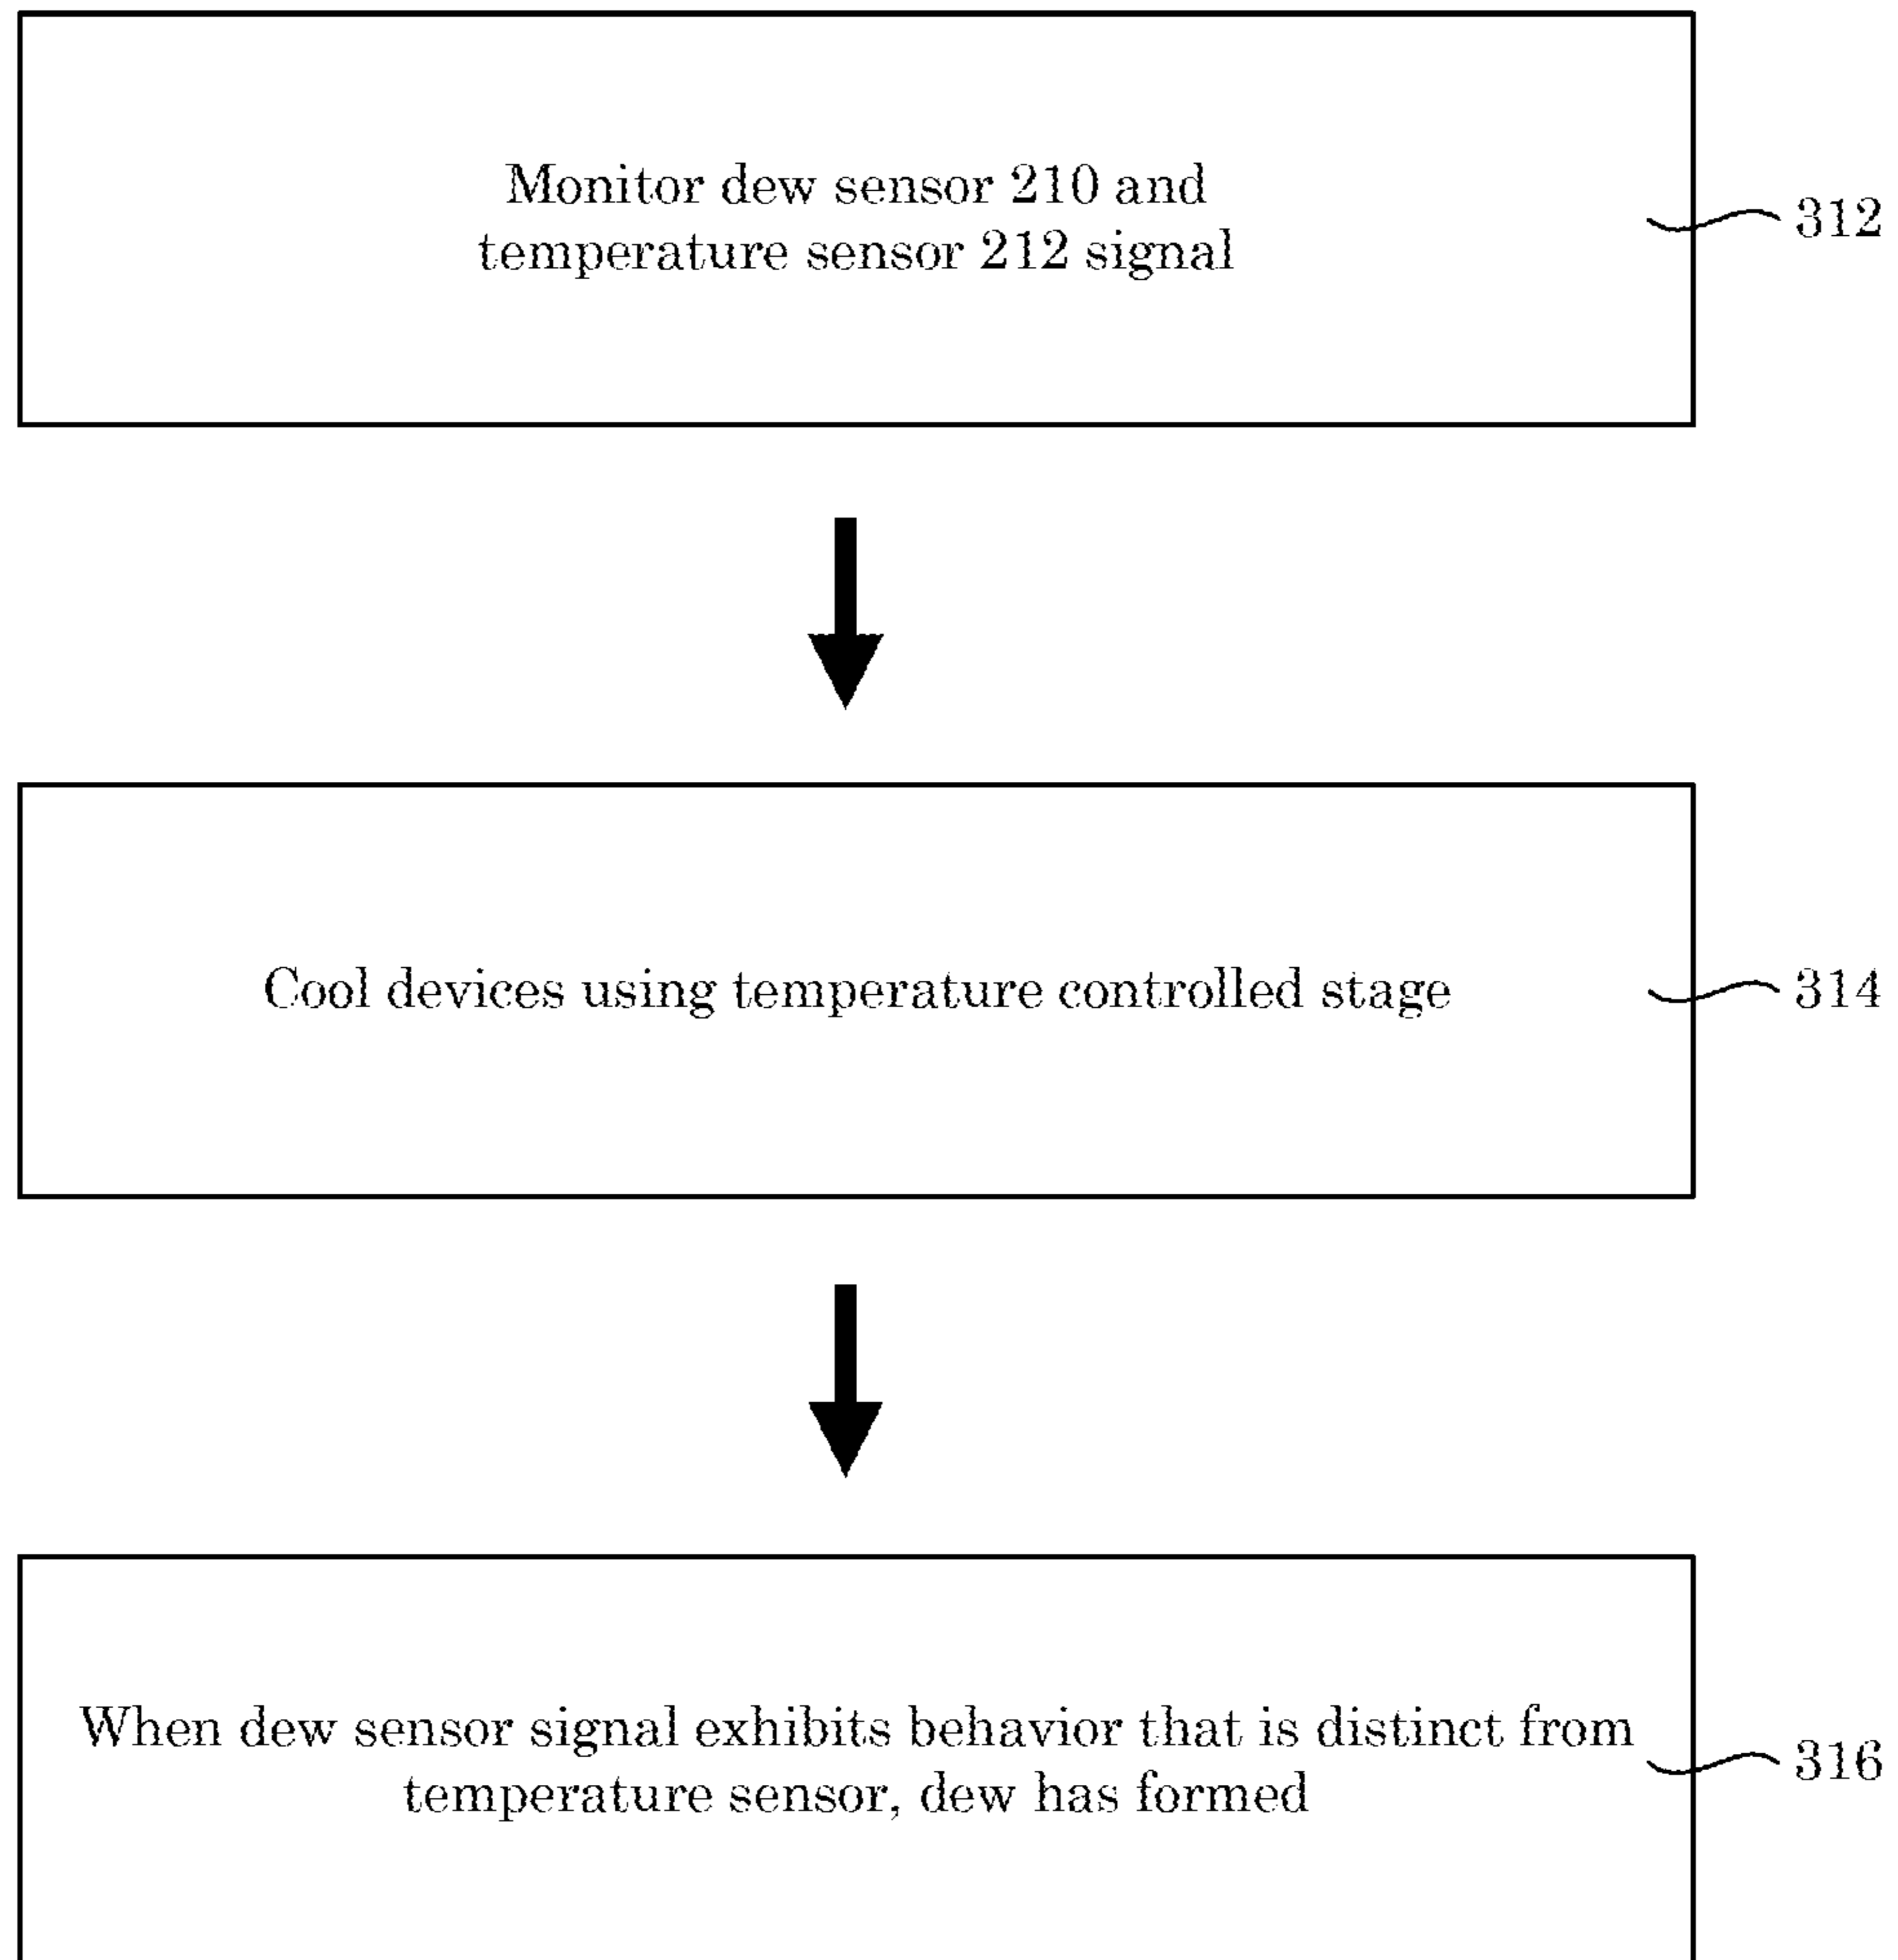 Monitor dew sensor 210 and
temperature sensor 212 signal
312
Cool devices using temperature controlled stage
314
When dew sensor signal exhibits behavior that is distinct from
temperature sensor, dew has formed
316